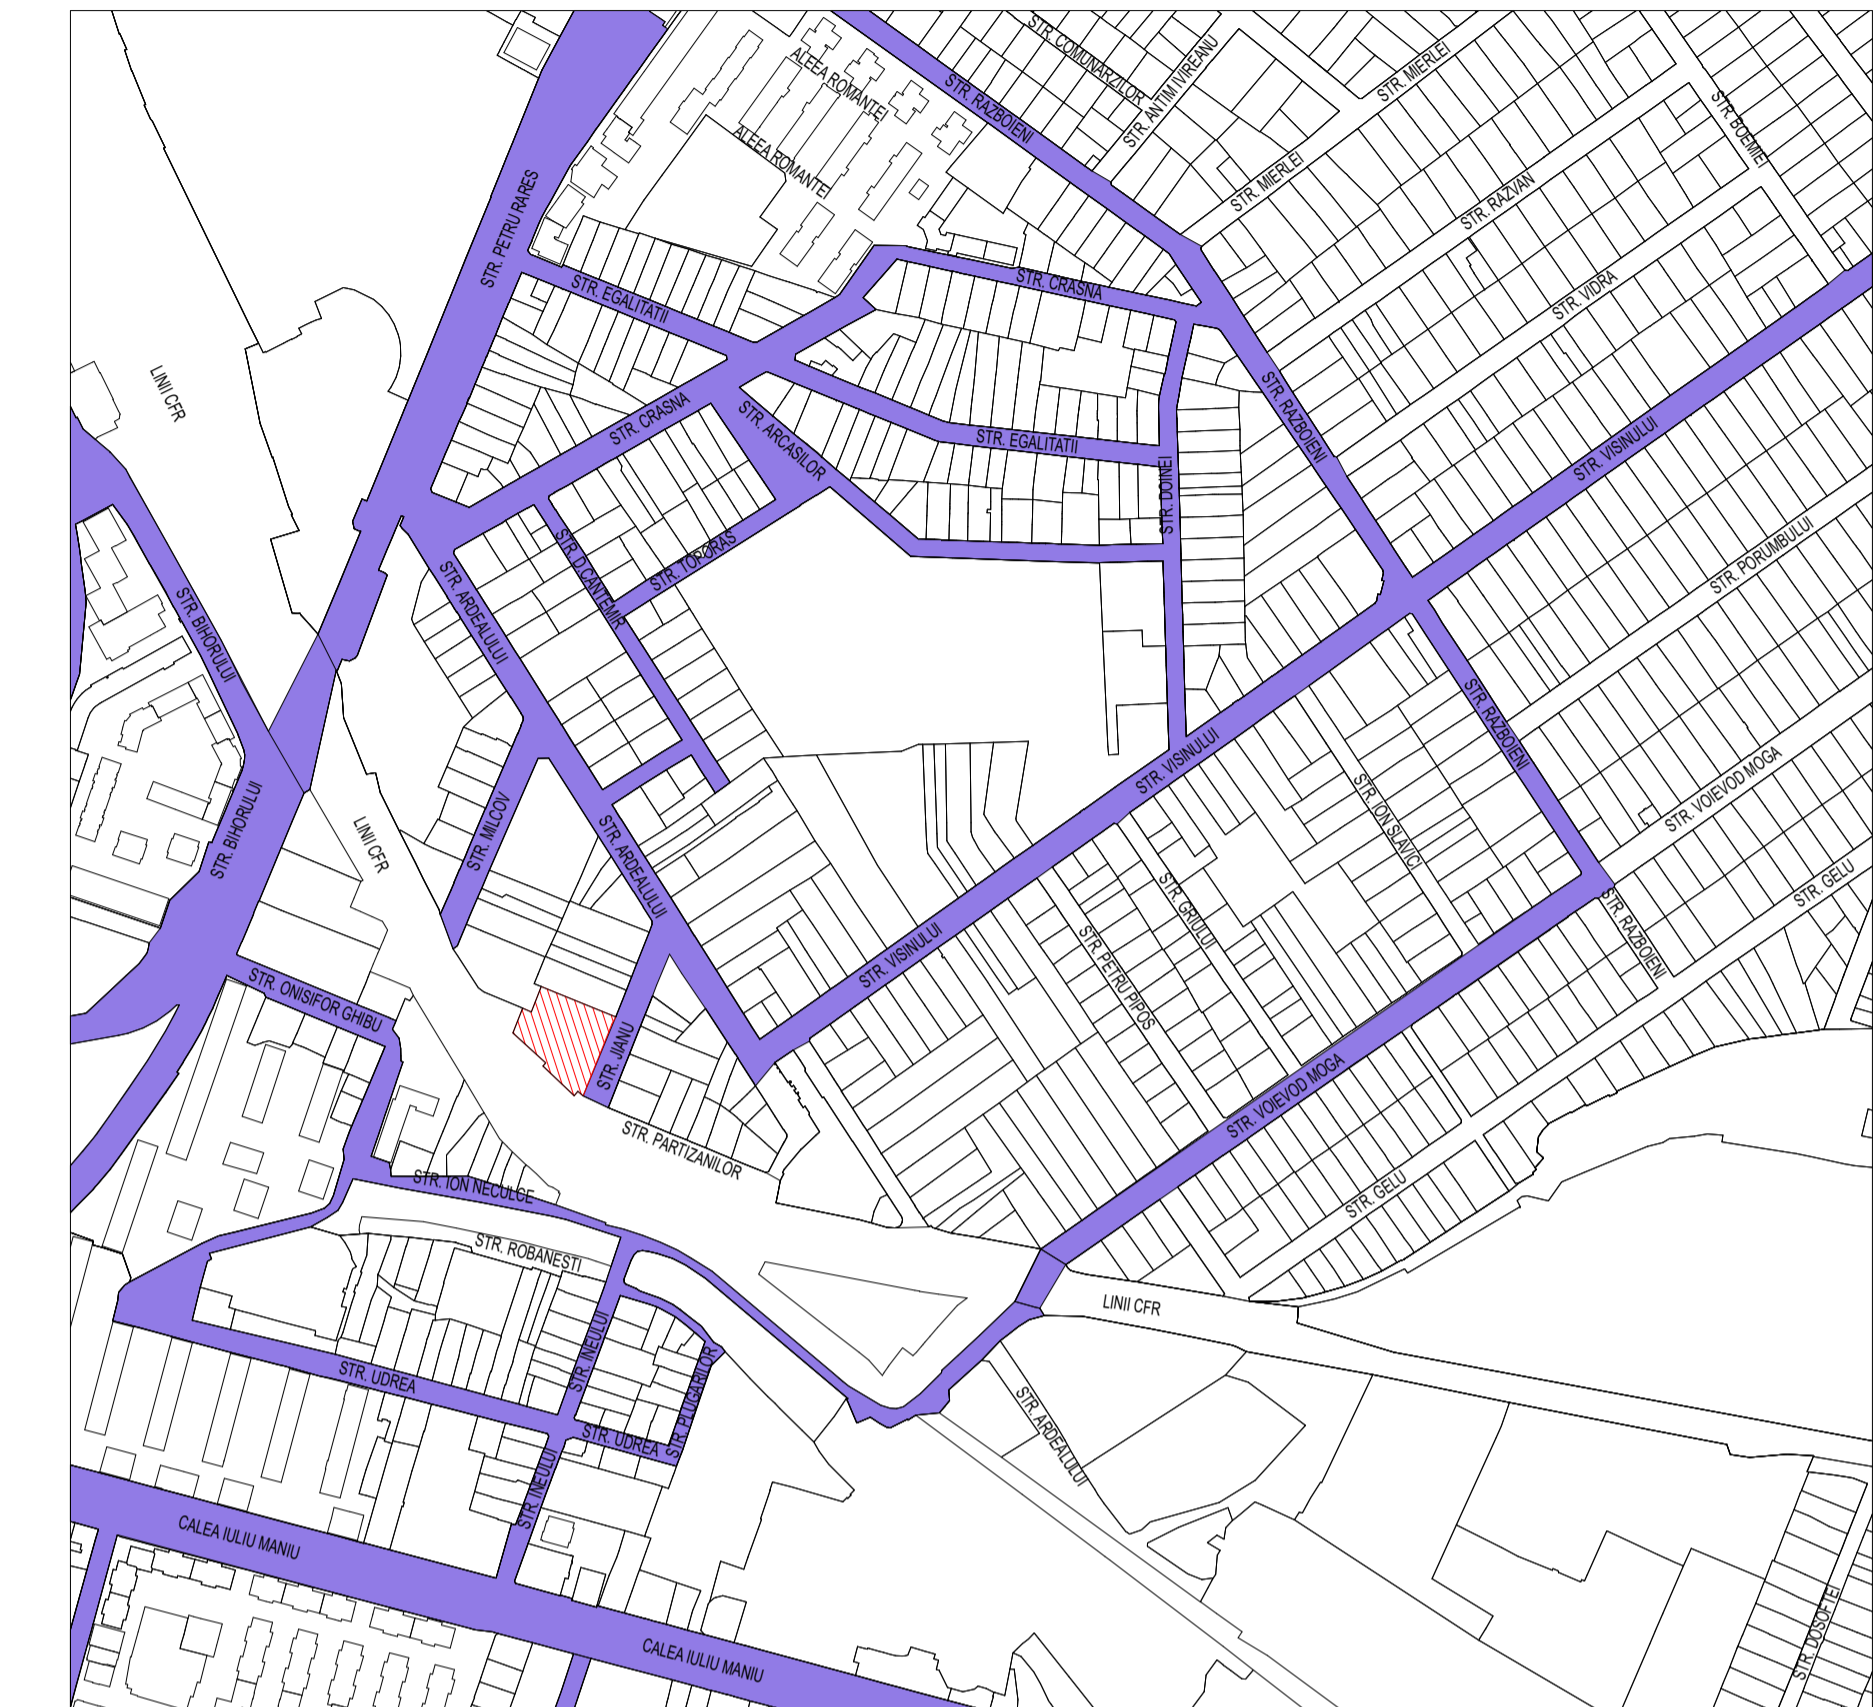 STR. COMUNARZILOR
STR. ANTIM IVIREANU
STR. MIERLEI
ALEEA ROMANTEI
STR. RAZBOIENI
STR. BOEMIEI
ALEEA ROMANTEI
STR. MIERLEI
STR. RAZVAN
STR. PETRU RARES
STR. EGALITATII
STR. CRASNA
STR. VIDRA
LINII CFR
STR. CRASNA
STR. ARCASILOR
STR. EGALITATII
STR. RAZBOIENI
STR. VISINULUI
STR. DOINEI
STR. BIHORULUI
STR. ARDEALULUI
STR. D.CANTEMIR
STR. TOPORAS
STR. PORUMBULUI
STR. RAZBOIENI
STR. VISINULUI
STR. BIHORULUI
LINII CFR
STR. MILCOV
STR. ARDEALULUI
STR. ION SLAVICI
STR. VOIEVOD MOGA
STR. GRIULUI
STR. GELU
STR. RAZBOIENI
STR. VISINULUI
STR. PETRU PIPOS
STR. ONISIFOR GHIBU
STR. JIANU
STR. VOIEVOD MOGA
STR. PARTIZANILOR
STR. ION NECULCE
STR. GELU
STR. ROBANESTI
LINII CFR
STR. INEULUI
STR. UDREA
STR. PLUGARILOR
STR. ARDEALULUI
STR. UDREA
STR. INEULUI
CALEA IULIU MANIU
STR. DOSOFTEI
CALEA IULIU MANIU